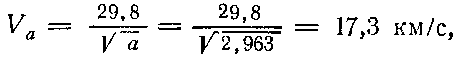 V_a = 29,8/√a = 29,8/√2,963 = 17,3 км/с,